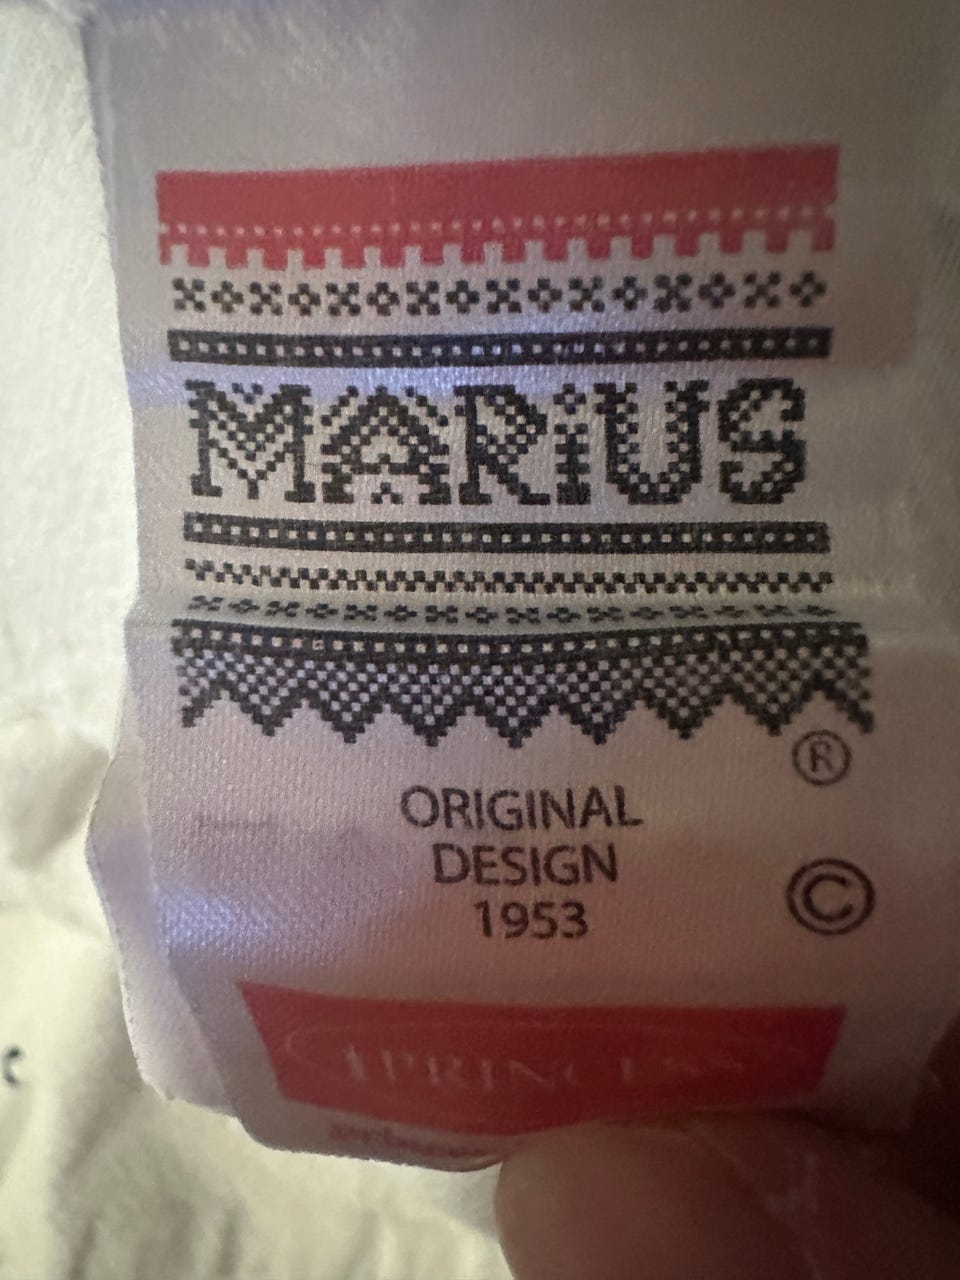 MARiUS
®
ORIGINAL
DESIGN
1953
©
PRINCESS